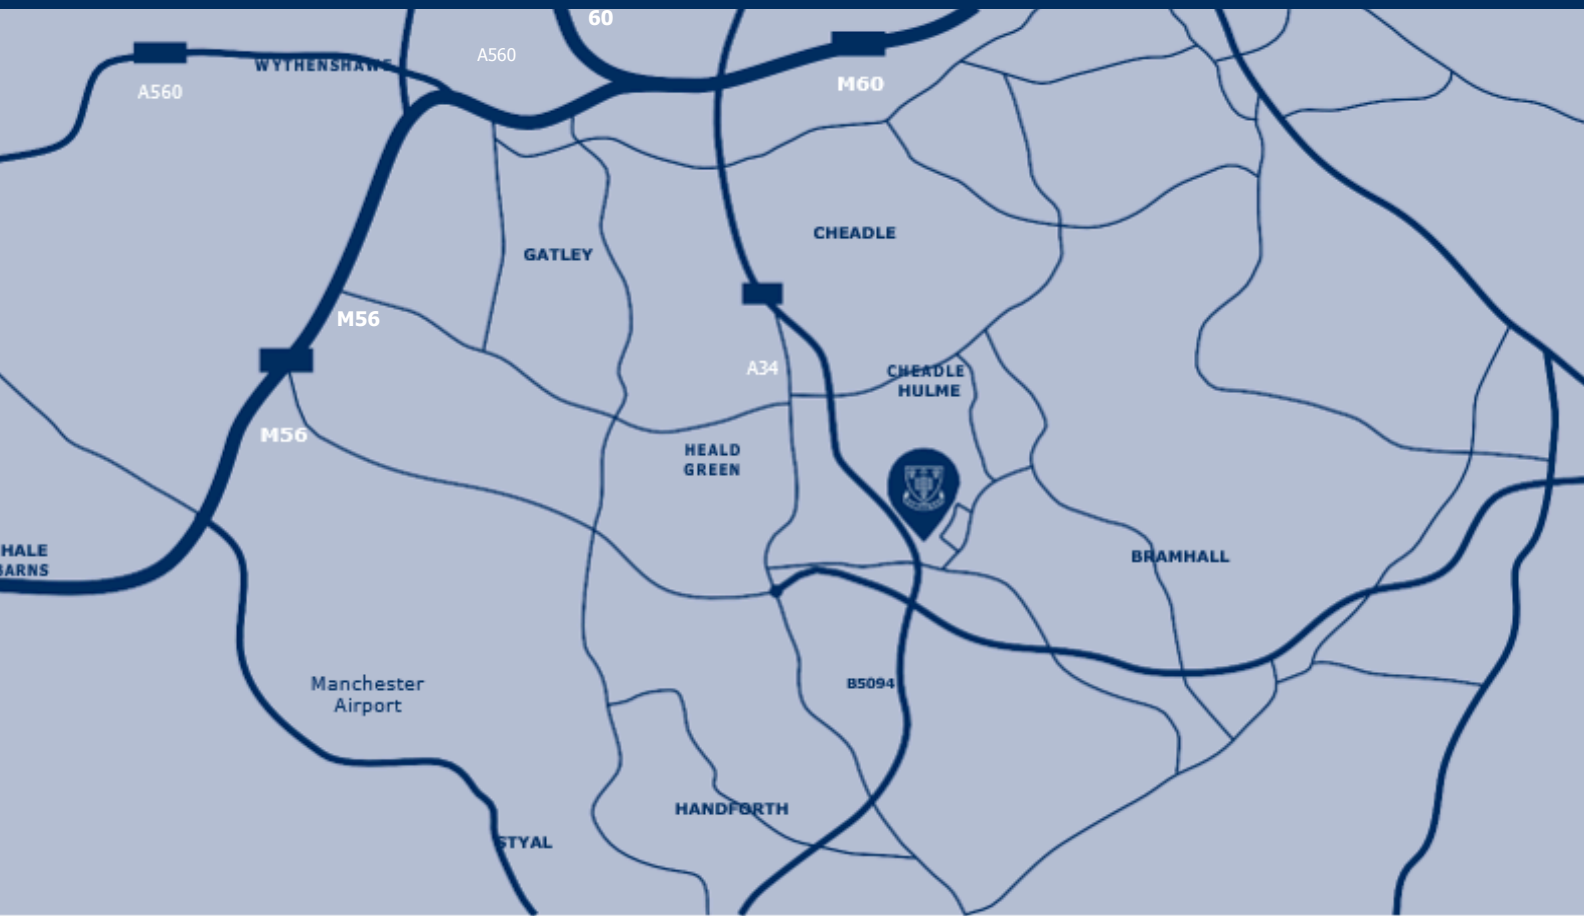 60
A560
WYTHENSHAWE
A560
M60
CHEADLE
GATLEY
M56
A34
CHEADLE
HULME
M56
HEALD
GREEN
HALE
BARNS
BRAMHALL
Manchester
Airport
B5094
HANDFORTH
STYAL